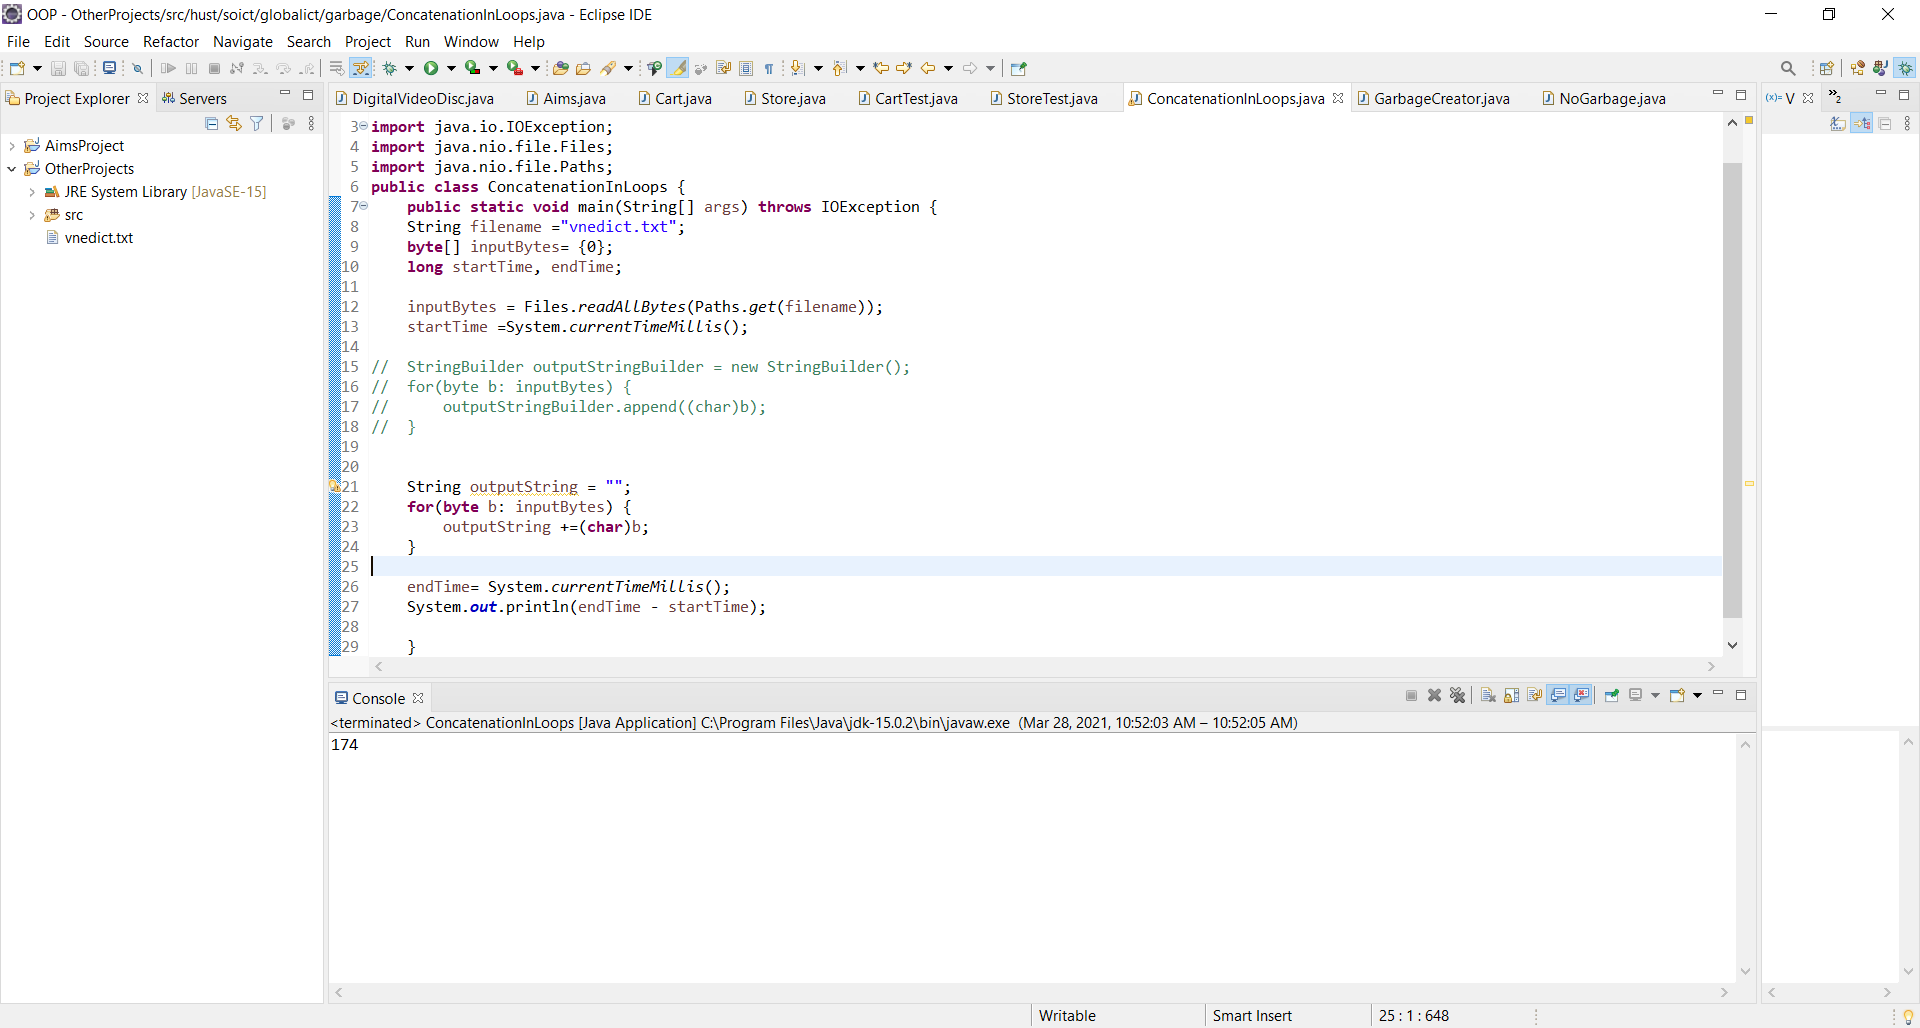 OOP - OtherProjects/src/hust/soict/globalict/garbage/ConcatenationInLoops.java - Eclipse IDE
File Edit Source Refactor Navigate Search Project Run Window Help
Project Explorer Servers
DigitalVideoDisc.java Aims.java Cart.java Store.java CartTest.java StoreTest.java ConcatenationInLoops.java GarbageCreator.java NoGarbage.java
(x)= V »2
AimsProject
OtherProjects
JRE System Library [JavaSE-15]
src
vnedict.txt
3 import java.io.IOException;
4 import java.nio.file.Files;
5 import java.nio.file.Paths;
6 public class ConcatenationInLoops {
7 public static void main(String[] args) throws IOException {
8 String filename ="vnedict.txt";
9 byte[] inputBytes= {0};
10 long startTime, endTime;
11
12 inputBytes = Files.readAllBytes(Paths.get(filename));
13 startTime =System.currentTimeMillis();
14
15 // StringBuilder outputStringBuilder = new StringBuilder();
16 // for(byte b: inputBytes) {
17 // outputStringBuilder.append((char)b);
18 // }
19
20
21 String outputString = "";
22 for(byte b: inputBytes) {
23 outputString +=(char)b;
24 }
25
26 endTime= System.currentTimeMillis();
27 System.out.println(endTime - startTime);
28
29 }
Console
<terminated> ConcatenationInLoops [Java Application] C:\Program Files\Java\jdk-15.0.2\bin\javaw.exe (Mar 28, 2021, 10:52:03 AM – 10:52:05 AM)
174
Writable Smart Insert 25 : 1 : 648